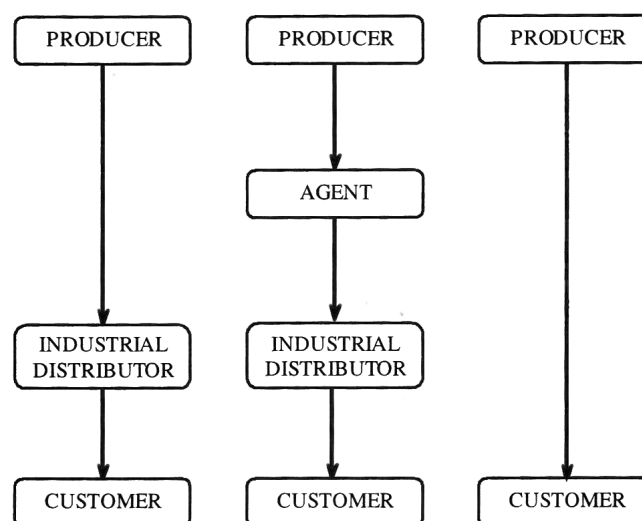 PRODUCER
PRODUCER
PRODUCER
AGENT
INDUSTRIAL
DISTRIBUTOR
INDUSTRIAL
DISTRIBUTOR
CUSTOMER
CUSTOMER
CUSTOMER